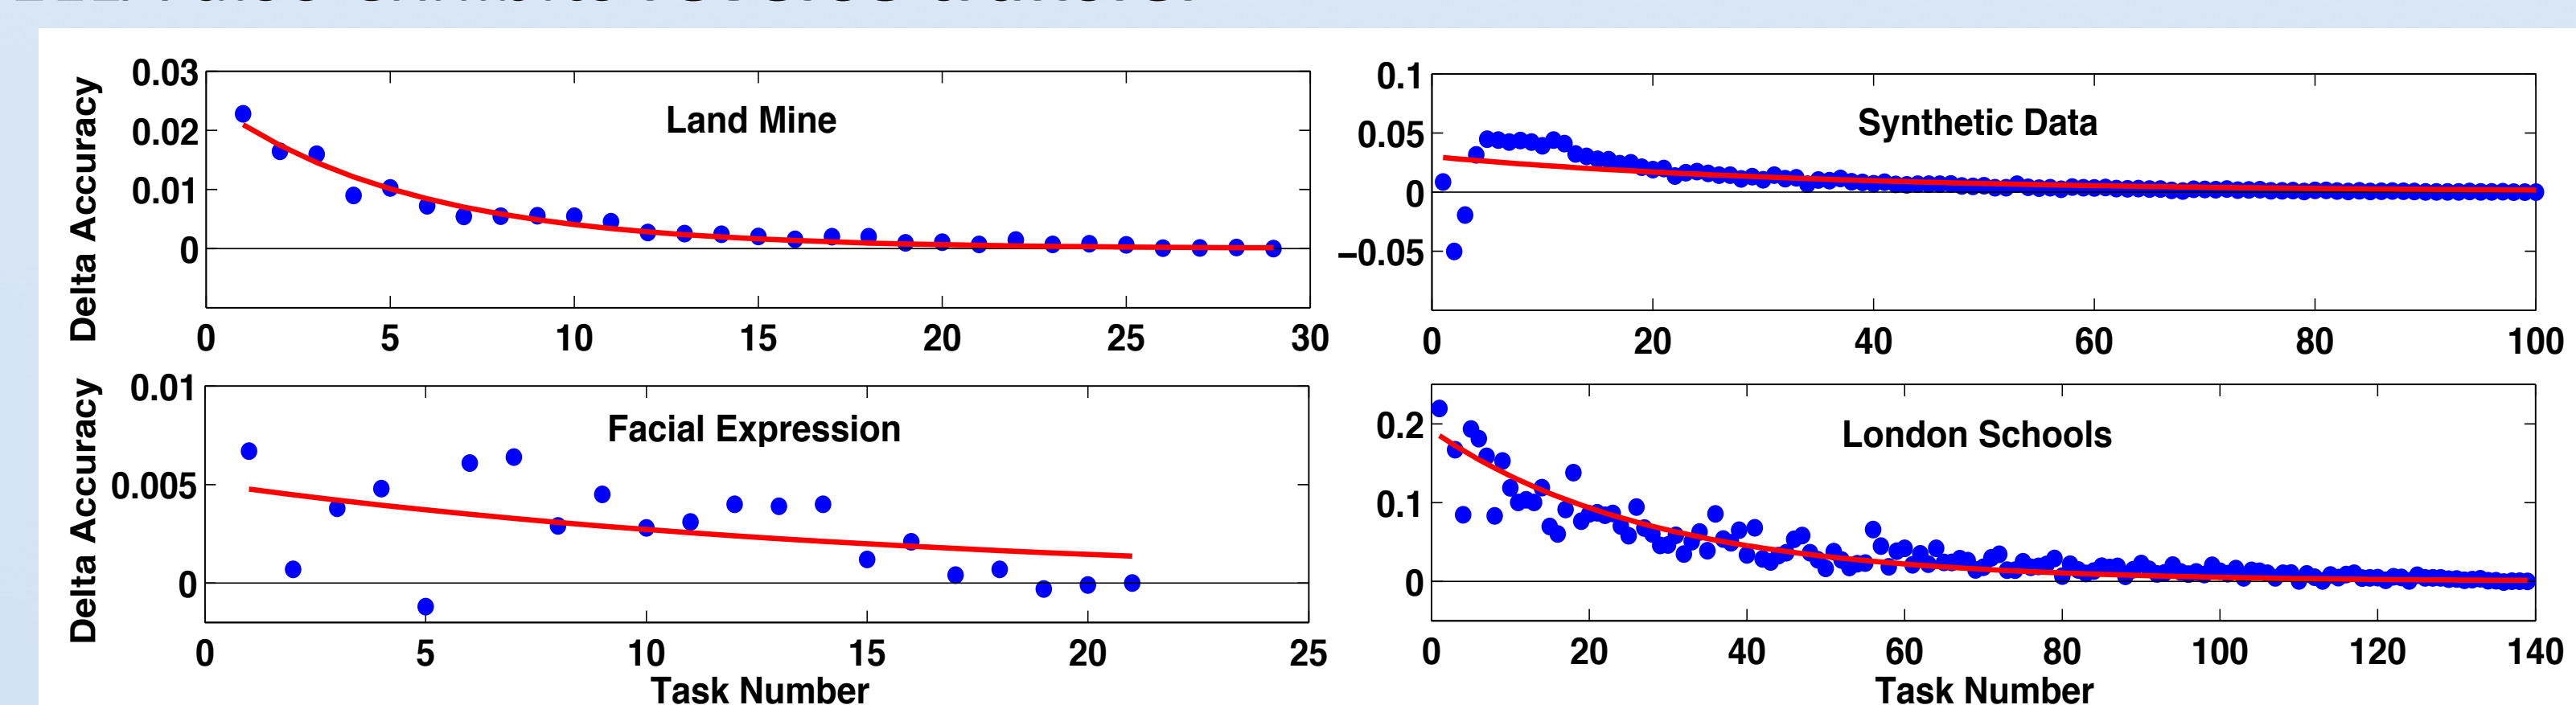 Delta Accuracy
0.03
0.02
0.01
0
Land Mine
0 5 10 15 20 25 30
0.1
0.05
0
−0.05
Synthetic Data
0 20 40 60 80 100
Delta Accuracy
0.01
0.005
0
Facial Expression
0 5 10 15 20 25
Task Number
0.2
0.1
0
London Schools
0 20 40 60 80 100 120 140
Task Number